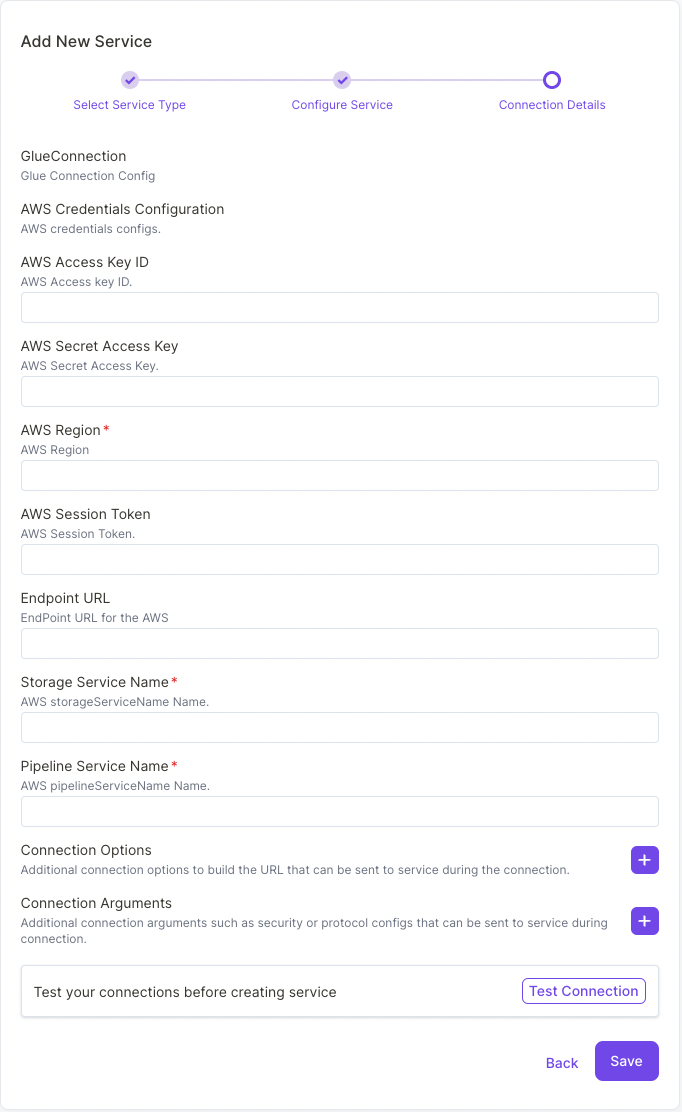 Add New Service
Select Service Type
Configure Service
Connection Details
GlueConnection
Glue Connection Config
AWS Credentials Configuration
AWS credentials configs.
AWS Access Key ID
AWS Access key ID.
AWS Secret Access Key
AWS Secret Access Key.
AWS Region*
AWS Region
AWS Session Token
AWS Session Token.
Endpoint URL
EndPoint URL for the AWS
Storage Service Name*
AWS storageServiceName Name.
Pipeline Service Name*
AWS pipelineServiceName Name.
Connection Options
Additional connection options to build the URL that can be sent to service during the connection.
Connection Arguments
Additional connection arguments such as security or protocol configs that can be sent to service during
connection.
Test your connections before creating service
Test Connection
Back
Save